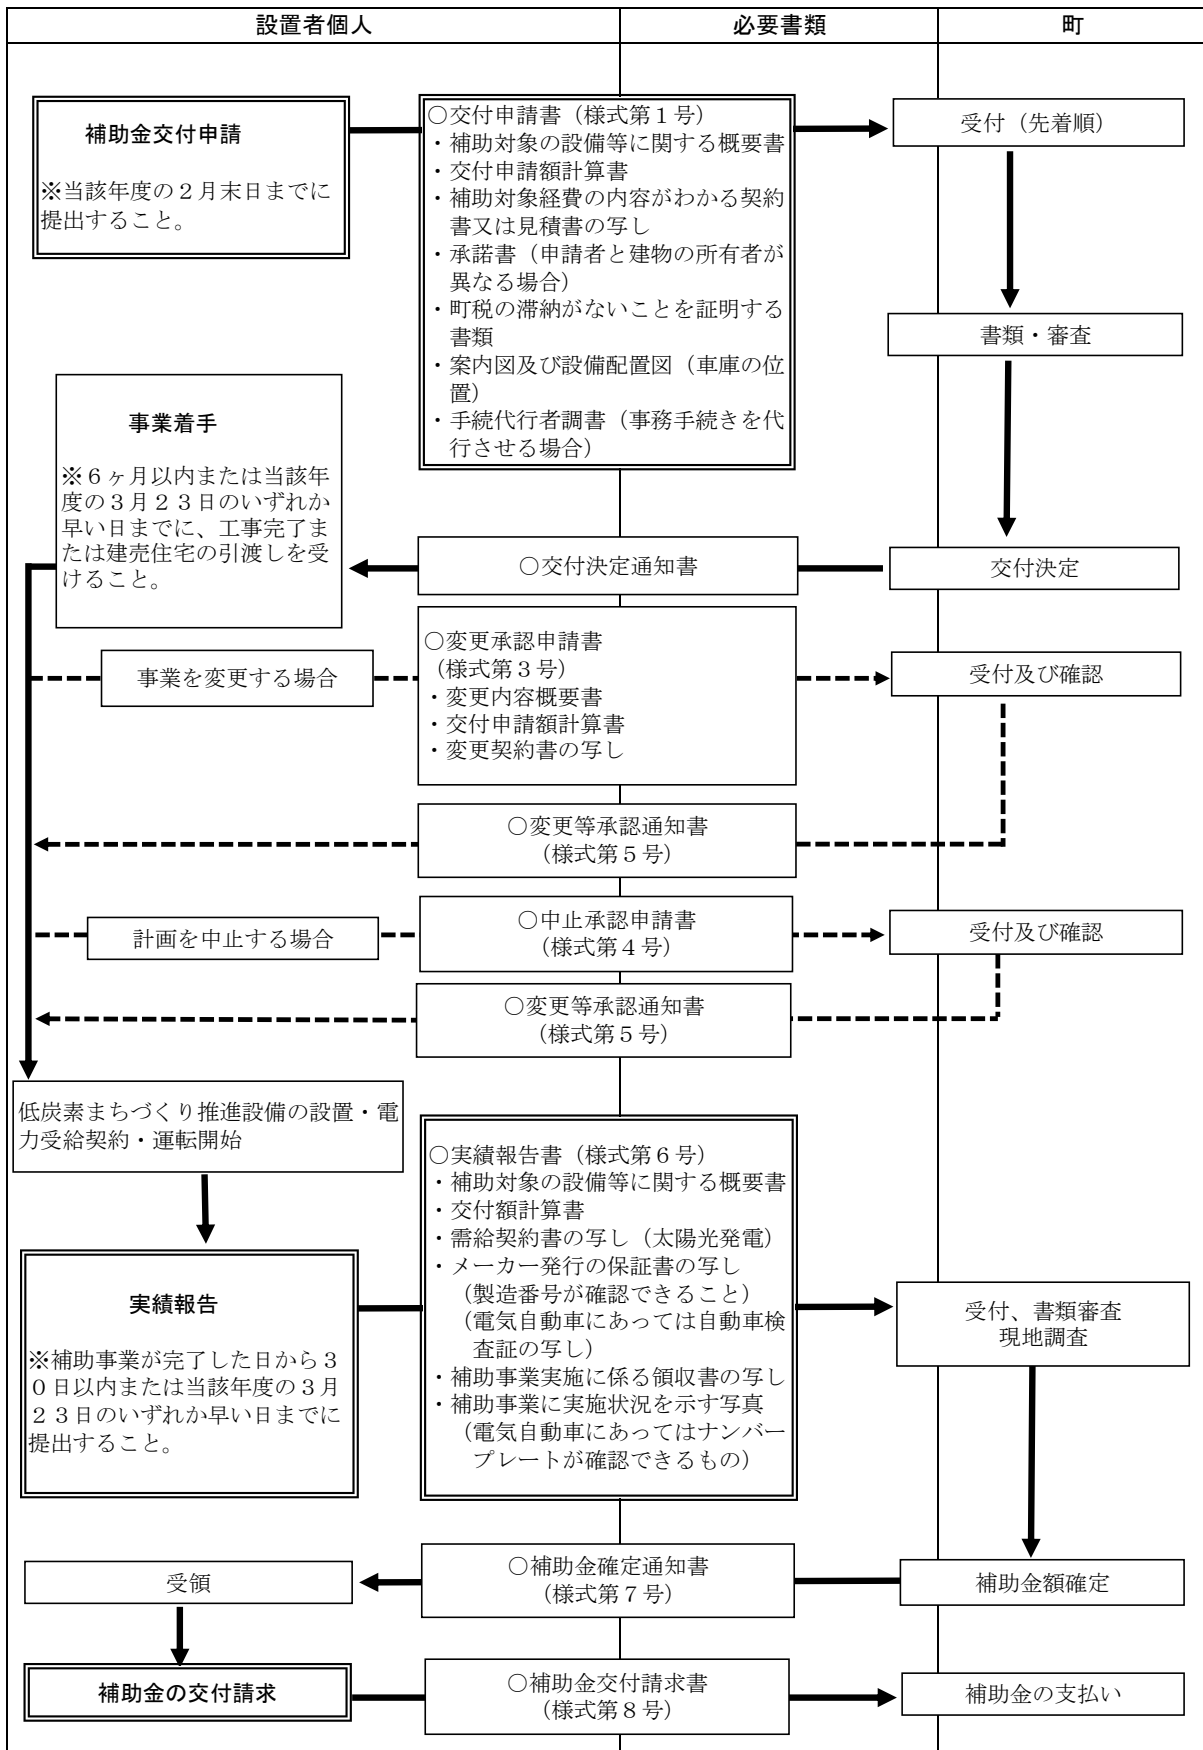 設置者個人
必要書類
町
補助金交付申請
※当該年度の２月末日までに
提出すること。
○交付申請書（様式第１号）
・補助対象の設備等に関する概要書
・交付申請額計算書
・補助対象経費の内容がわかる契約
書又は見積書の写し
・承諾書（申請者と建物の所有者が
異なる場合）
・町税の滞納がないことを証明する
書類
・案内図及び設備配置図（車庫の位
置）
・手続代行者調書（事務手続きを代
行させる場合）
受付（先着順）
書類・審査
事業着手
※６ヶ月以内または当該年
度の３月２３日のいずれか
早い日までに、工事完了ま
たは建売住宅の引渡しを受
けること。
○交付決定通知書
交付決定
事業を変更する場合
○変更承認申請書
（様式第３号）
・変更内容概要書
・交付申請額計算書
・変更契約書の写し
受付及び確認
○変更等承認通知書
（様式第５号）
計画を中止する場合
○中止承認申請書
（様式第４号）
受付及び確認
○変更等承認通知書
（様式第５号）
低炭素まちづくり推進設備の設置・電
力受給契約・運転開始
実績報告
※補助事業が完了した日から３
０日以内または当該年度の３月
２３日のいずれか早い日までに
提出すること。
○実績報告書（様式第６号）
・補助対象の設備等に関する概要書
・交付額計算書
・需給契約書の写し（太陽光発電）
・メーカー発行の保証書の写し
（製造番号が確認できること）
（電気自動車にあっては自動車検
査証の写し）
・補助事業実施に係る領収書の写し
・補助事業に実施状況を示す写真
（電気自動車にあってはナンバー
プレートが確認できるもの）
受付、書類審査
現地調査
受領
○補助金確定通知書
（様式第７号）
補助金額確定
補助金の交付請求
○補助金交付請求書
（様式第８号）
補助金の支払い